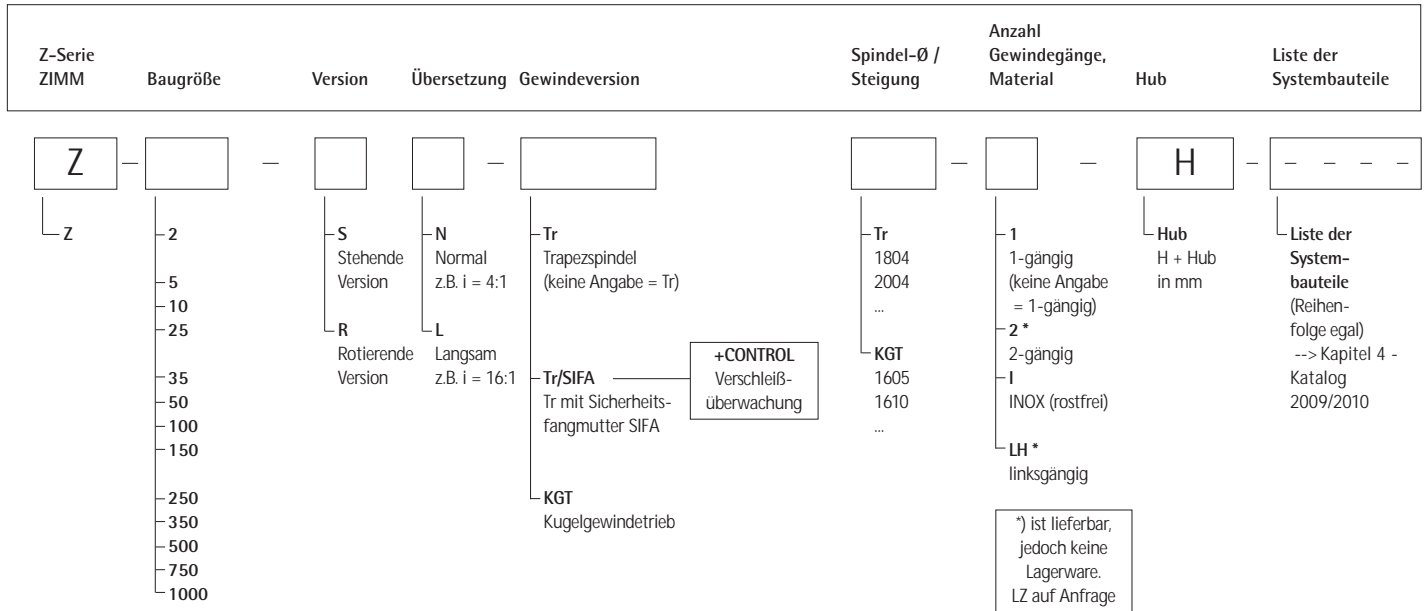 Z-Serie
ZIMM
Baugröße
Version
Übersetzung
Gewindeversion
Spindel-Ø /
Steigung
Anzahl
Gewindegänge,
Material
Hub
Liste der
Systembauteile
Z – – – – – H - – – – –
Z
2
5
10
25
35
50
100
150
250
350
500
750
1000
S
Stehende
Version
R
Rotierende
Version
N
Normal
z.B. i = 4:1
L
Langsam
z.B. i = 16:1
Tr
Trapezspindel
(keine Angabe = Tr)
Tr/SIFA
Tr mit Sicherheits-
fangmutter SIFA
KGT
Kugelgewindetrieb
+CONTROL
Verschleiß-
überwachung
Tr
1804
2004
...
KGT
1605
1610
...
1
1-gängig
(keine Angabe
= 1-gängig)
2 *
2-gängig
I
INOX (rostfrei)
LH *
linksgängig
*) ist lieferbar,
jedoch keine
Lagerware.
LZ auf Anfrage
Hub
H + Hub
in mm
Liste der
System-
bauteile
(Reihen-
folge egal)
--> Kapitel 4 -
Katalog
2009/2010